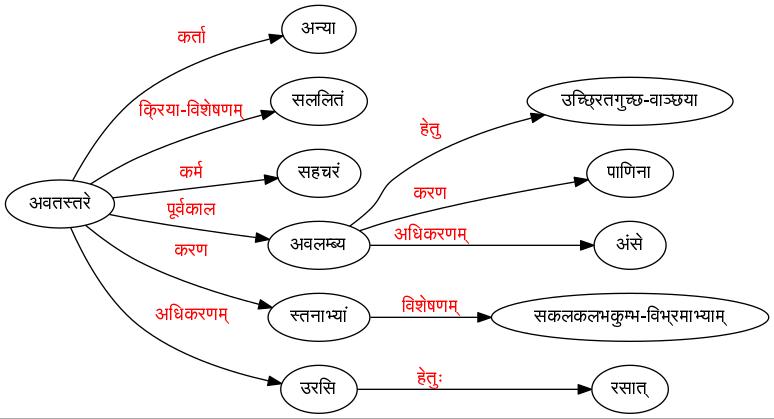 कर्ता
अन्या
क्रिया-विशेषणम्
सललितं
उच्छ्रितगुच्छ-वाञ्छया
हेतु
कर्म
सहचरं
करण
पाणिना
अवतस्तरे
पूर्वकाल
अवलम्ब्य
अधिकरणम्
अंसे
करण
स्तनाभ्यां
विशेषणम्
सकलकलभकुम्भ-विभ्रमाभ्याम्
अधिकरणम्
उरसि
हेतुः
रसात्